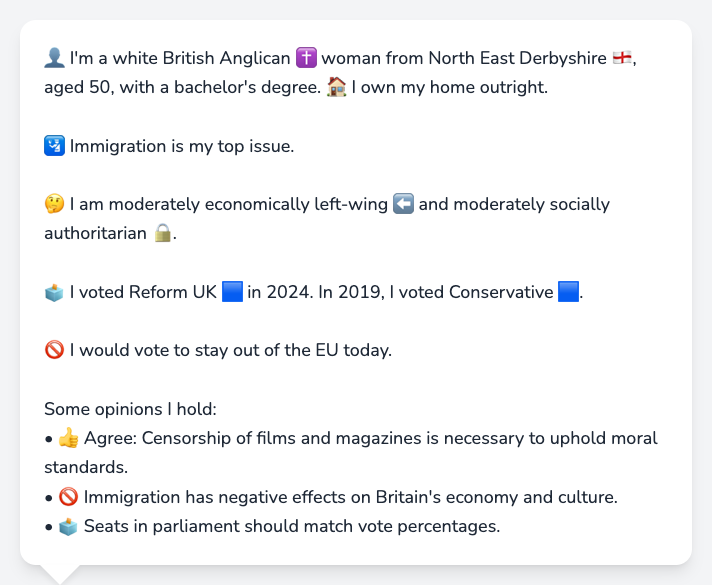 👤 I'm a white British Anglican ✝️ woman from North East Derbyshire 🏴󠁧󠁢󠁥󠁮󠁧󠁿,
aged 50, with a bachelor's degree. 🏠 I own my home outright.
🛂 Immigration is my top issue.
🤔 I am moderately economically left-wing ⬅️ and moderately socially
authoritarian 🔒.
🗳️ I voted Reform UK 🟦 in 2024. In 2019, I voted Conservative 🟦.
🚫 I would vote to stay out of the EU today.
Some opinions I hold:
• 👍 Agree: Censorship of films and magazines is necessary to uphold moral
standards.
• 🚫 Immigration has negative effects on Britain's economy and culture.
• 🗳️ Seats in parliament should match vote percentages.